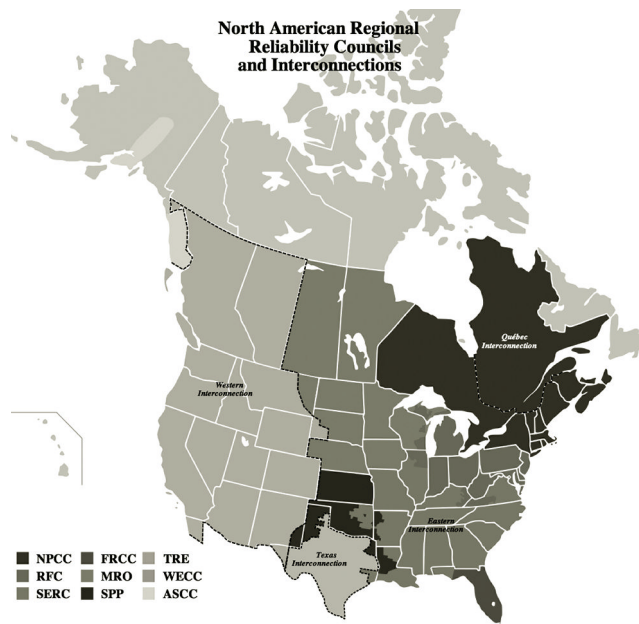 North American Regional
Reliability Councils
and Interconnections
Québec
Interconnection
Western
Interconnection
Eastern
Interconnection
Texas
Interconnection
NPCC FRCC TRE
RFC MRO WECC
SERC SPP ASCC